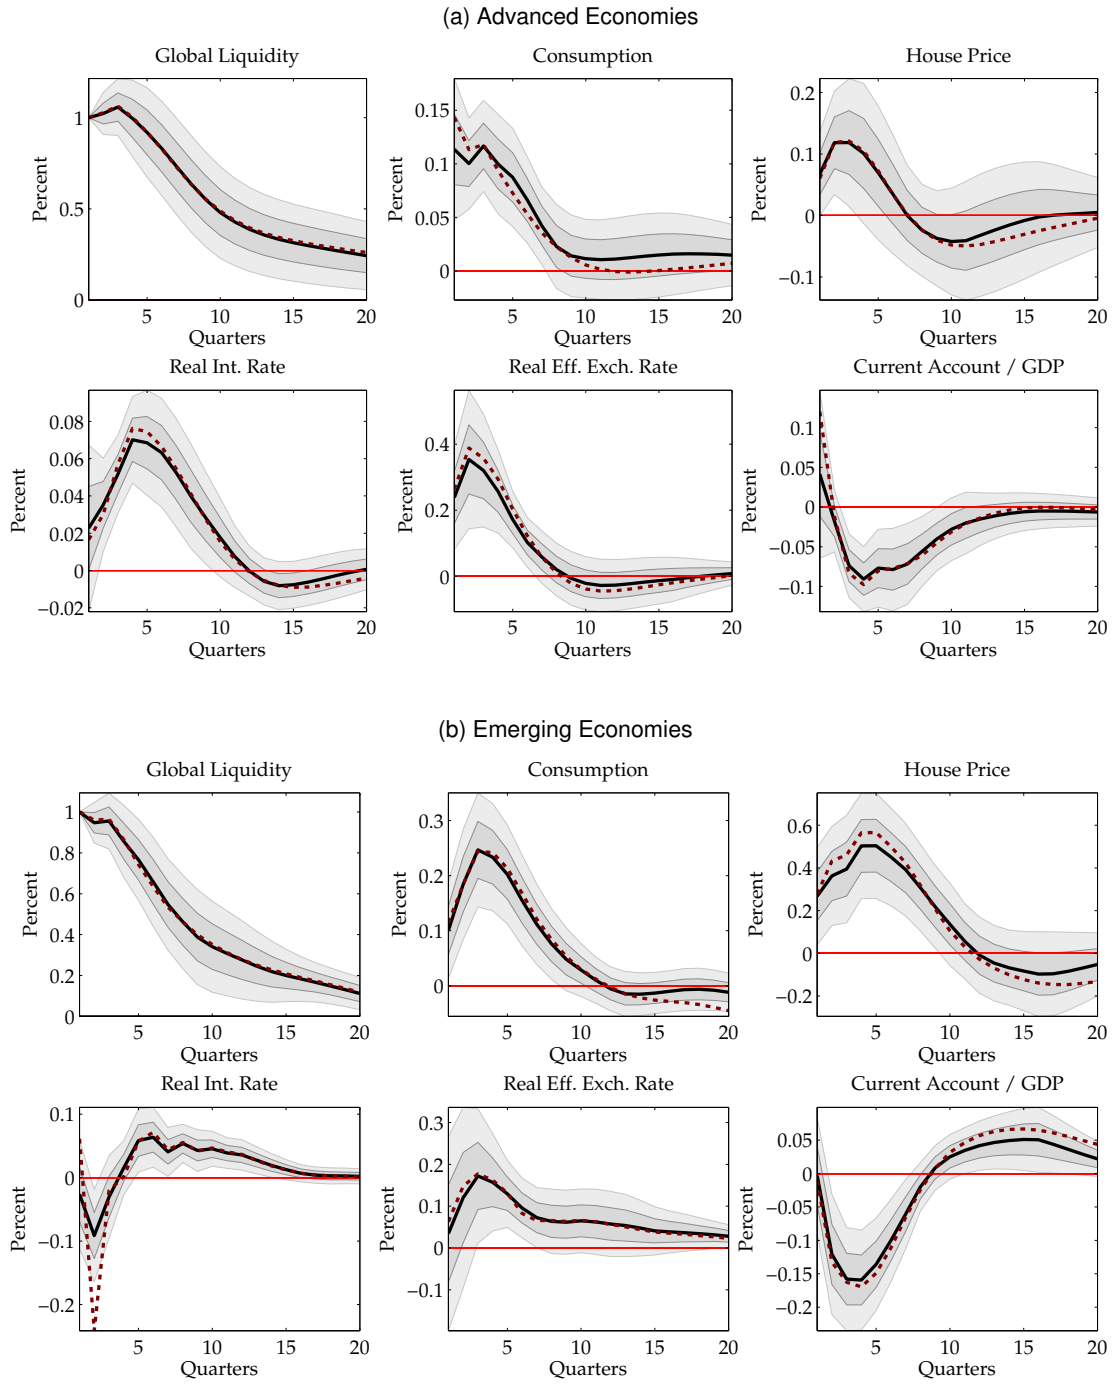 (a) Advanced Economies
Global Liquidity
Consumption
House Price
Percent
1
0.5
0
5
10
15
20
Quarters
Percent
0.15
0.1
0.05
0
5
10
15
20
Quarters
Percent
0.2
0.1
0
−0.1
5
10
15
20
Quarters
Real Int. Rate
Real Eff. Exch. Rate
Current Account / GDP
Percent
0.08
0.06
0.04
0.02
0
−0.02
5
10
15
20
Quarters
Percent
0.4
0.2
0
5
10
15
20
Quarters
Percent
0.1
0.05
0
−0.05
−0.1
5
10
15
20
Quarters
(b) Emerging Economies
Global Liquidity
Consumption
House Price
Percent
1
0.8
0.6
0.4
0.2
0
5
10
15
20
Quarters
Percent
0.3
0.2
0.1
0
5
10
15
20
Quarters
Percent
0.6
0.4
0.2
0
−0.2
5
10
15
20
Quarters
Real Int. Rate
Real Eff. Exch. Rate
Current Account / GDP
Percent
0.1
0
−0.1
−0.2
5
10
15
20
Quarters
Percent
0.3
0.2
0.1
0
−0.1
5
10
15
20
Quarters
Percent
0.05
0
−0.05
−0.1
−0.15
−0.2
5
10
15
20
Quarters